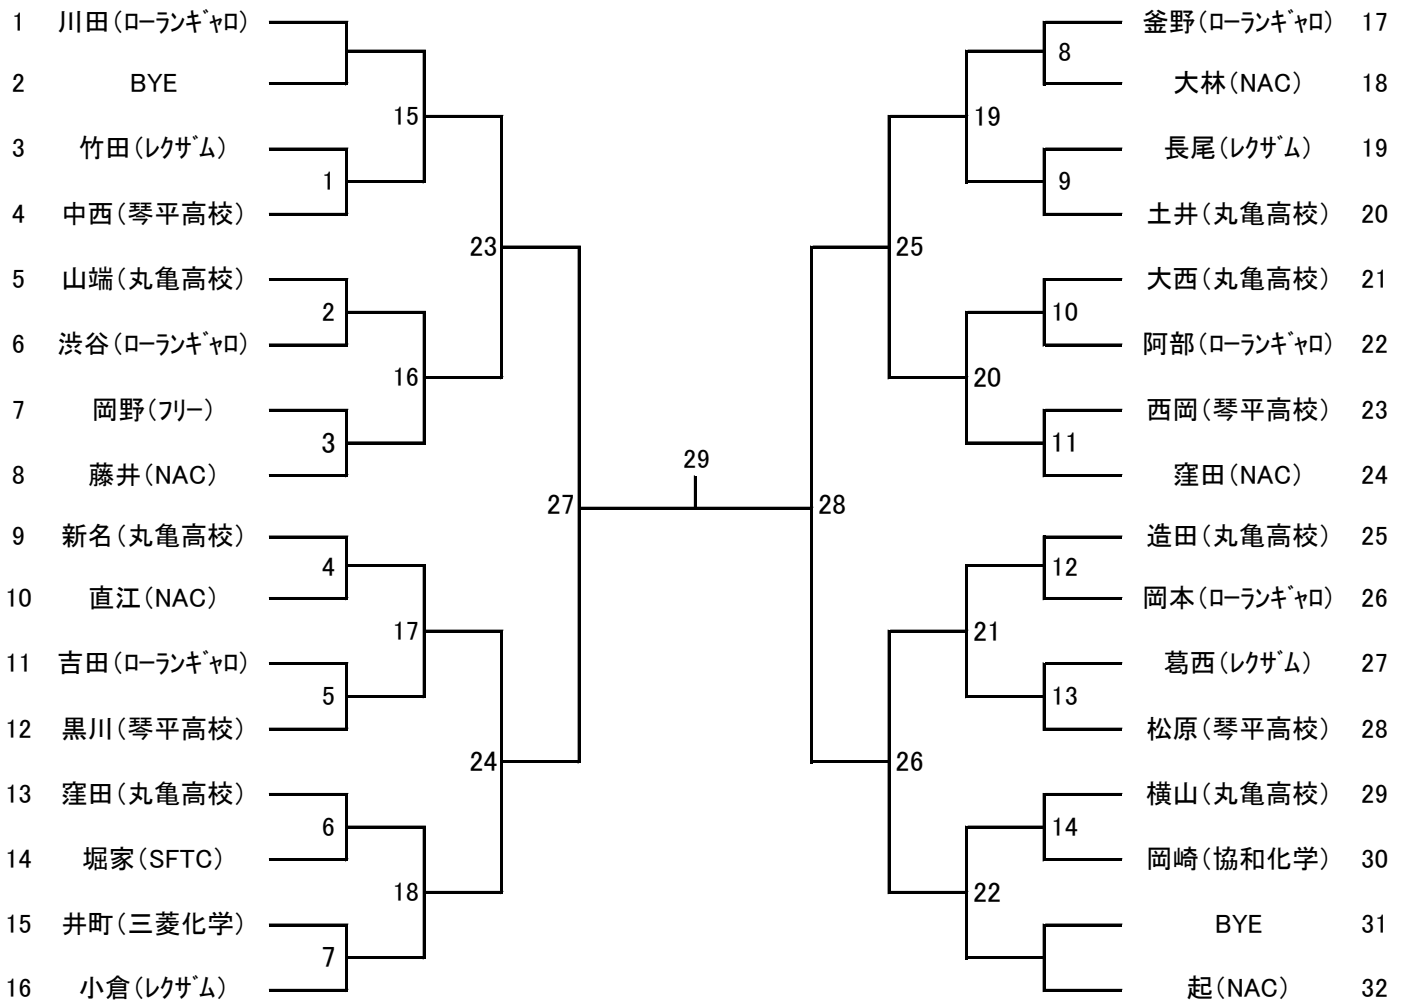 1 川田(ﾛｰﾗﾝｷﾞｬﾛ)
2 BYE
3 竹田(ﾚｸｻﾞﾑ)
4 中西(琴平高校)
5 山端(丸亀高校)
6 渋谷(ﾛｰﾗﾝｷﾞｬﾛ)
7 岡野(ﾌﾘｰ)
8 藤井(NAC)
9 新名(丸亀高校)
10 直江(NAC)
11 吉田(ﾛｰﾗﾝｷﾞｬﾛ)
12 黒川(琴平高校)
13 窪田(丸亀高校)
14 堀家(SFTC)
15 井町(三菱化学)
16 小倉(ﾚｸｻﾞﾑ)
1
2
3
4
5
6
7
15
16
17
18
23
24
27
29
28
25
26
19
20
21
22
8
9
10
11
12
13
14
釜野(ﾛｰﾗﾝｷﾞｬﾛ) 17
大林(NAC) 18
長尾(ﾚｸｻﾞﾑ) 19
土井(丸亀高校) 20
大西(丸亀高校) 21
阿部(ﾛｰﾗﾝｷﾞｬﾛ) 22
西岡(琴平高校) 23
窪田(NAC) 24
造田(丸亀高校) 25
岡本(ﾛｰﾗﾝｷﾞｬﾛ) 26
葛西(ﾚｸｻﾞﾑ) 27
松原(琴平高校) 28
横山(丸亀高校) 29
岡崎(協和化学) 30
BYE 31
起(NAC) 32